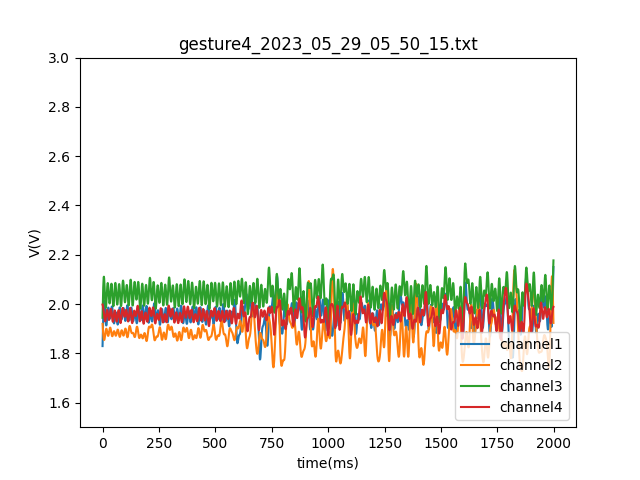 gesture4_2023_05_29_05_50_15.txt
3.0
2.8
2.6
2.4
2.2
2.0
1.8
1.6
V(V)
channel1
channel2
channel3
channel4
0 250 500 750 1000 1250 1500 1750 2000
time(ms)